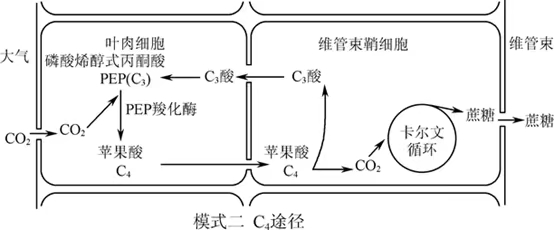 大气
叶肉细胞
磷酸烯醇式丙酮酸
PEP(C₃)
C₃酸
C₃酸
维管束鞘细胞
维管束
PEP羧化酶
CO₂
CO₂
苹果酸
C₄
苹果酸
C₄
CO₂
卡尔文
循环
蔗糖
蔗糖
模式二 C₄途径